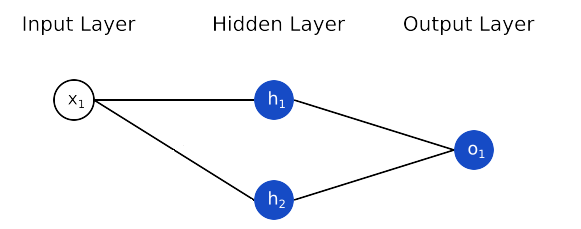 Input Layer Hidden Layer Output Layer
x₁ h₁
o₁
h₂